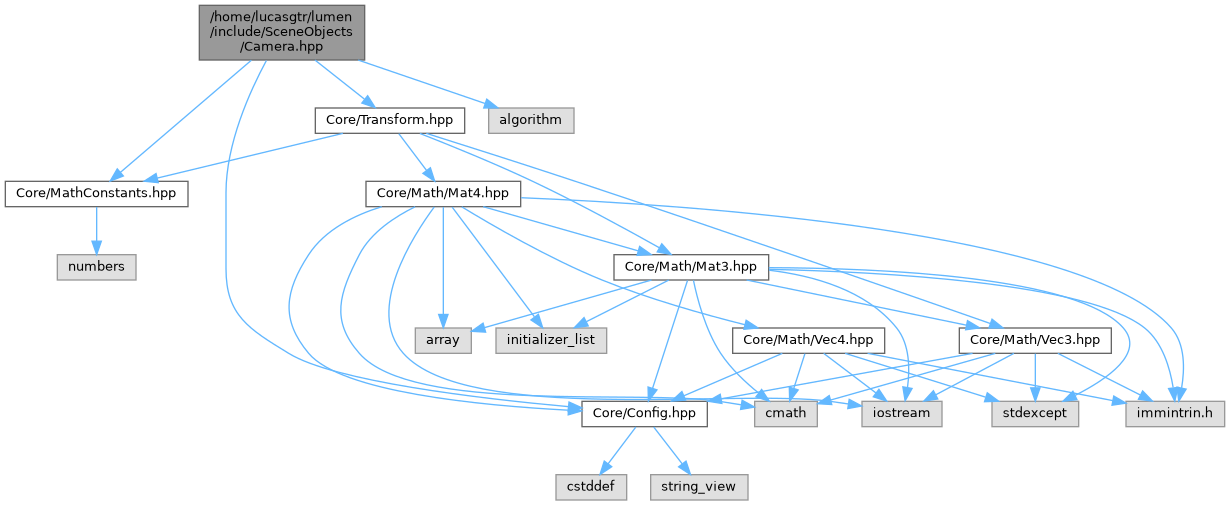 /home/lucasgtr/lumen
/include/SceneObjects
/Camera.hpp
Core/Transform.hpp
algorithm
Core/MathConstants.hpp
Core/Math/Mat4.hpp
numbers
Core/Math/Mat3.hpp
array
initializer_list
Core/Math/Vec4.hpp
Core/Math/Vec3.hpp
Core/Config.hpp
cmath
iostream
stdexcept
immintrin.h
cstddef
string_view